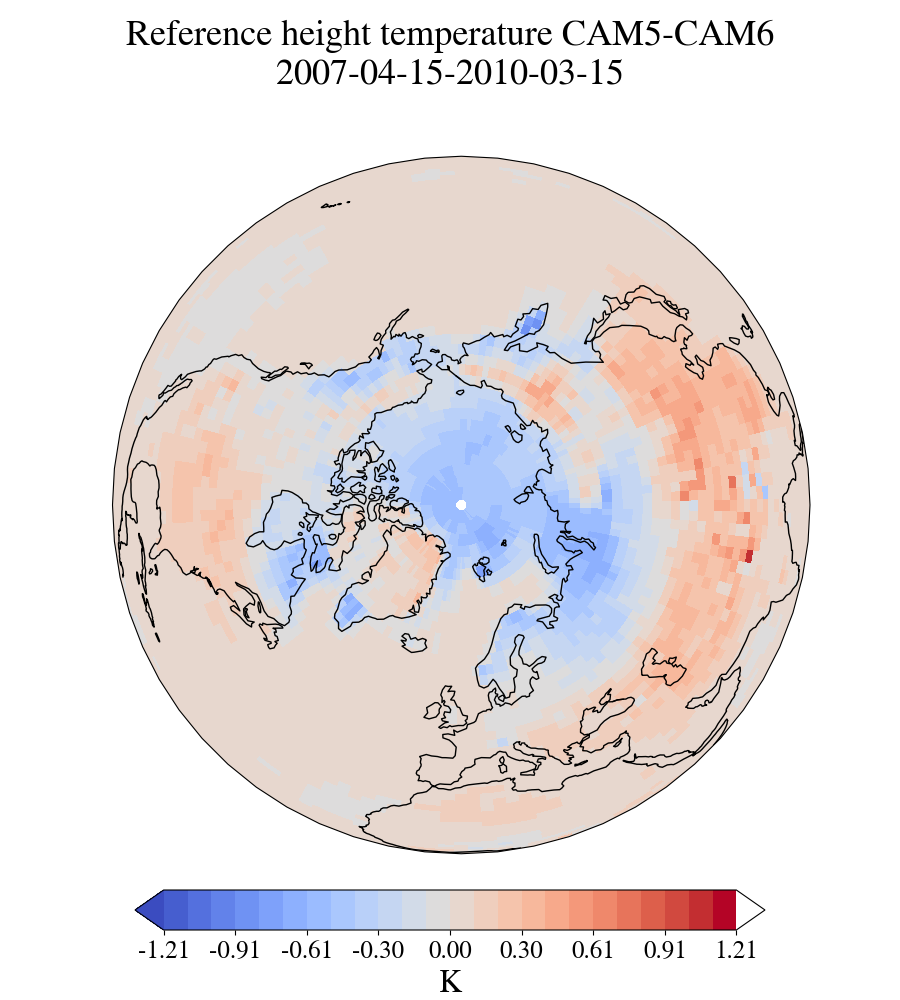 Reference height temperature CAM5-CAM6
2007-04-15-2010-03-15
-1.21 -0.91 -0.61 -0.30 0.00 0.30 0.61 0.91 1.21
K